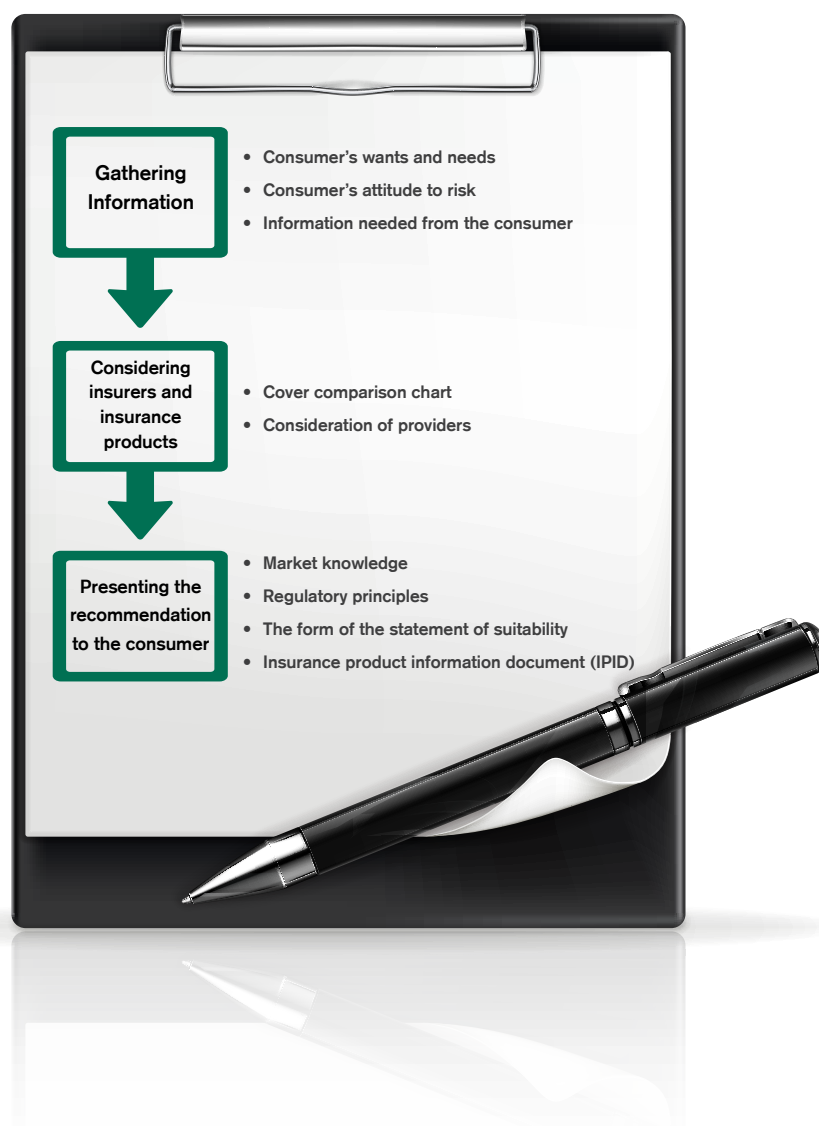 Gathering
Information
• Consumer's wants and needs
• Consumer's attitude to risk
• Information needed from the consumer
Considering
insurers and
insurance
products
• Cover comparison chart
• Consideration of providers
Presenting the
recommendation
to the consumer
• Market knowledge
• Regulatory principles
• The form of the statement of suitability
• Insurance product information document (IPID)